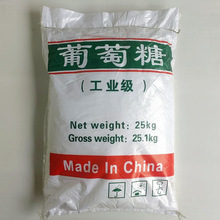 葡萄糖
(工业级)
Net weight: 25kg
Gross weight: 25.1kg
Made In China